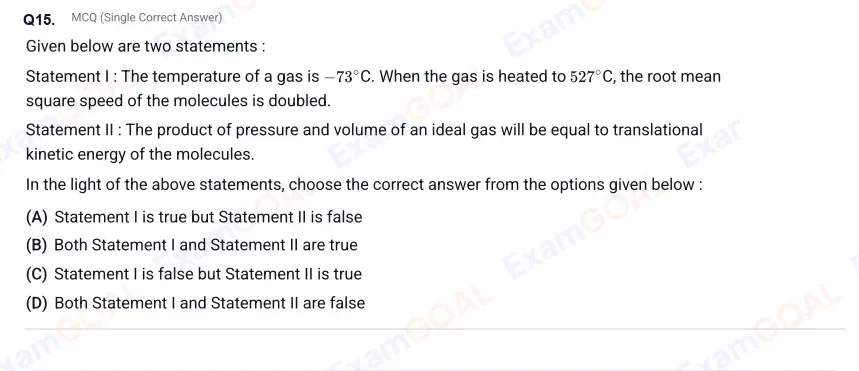 Q15. MCQ (Single Correct Answer)
Given below are two statements :
Statement I : The temperature of a gas is −73°C. When the gas is heated to 527°C, the root mean
square speed of the molecules is doubled.
Statement II : The product of pressure and volume of an ideal gas will be equal to translational
kinetic energy of the molecules.
In the light of the above statements, choose the correct answer from the options given below :
(A) Statement I is true but Statement II is false
(B) Both Statement I and Statement II are true
(C) Statement I is false but Statement II is true
(D) Both Statement I and Statement II are false